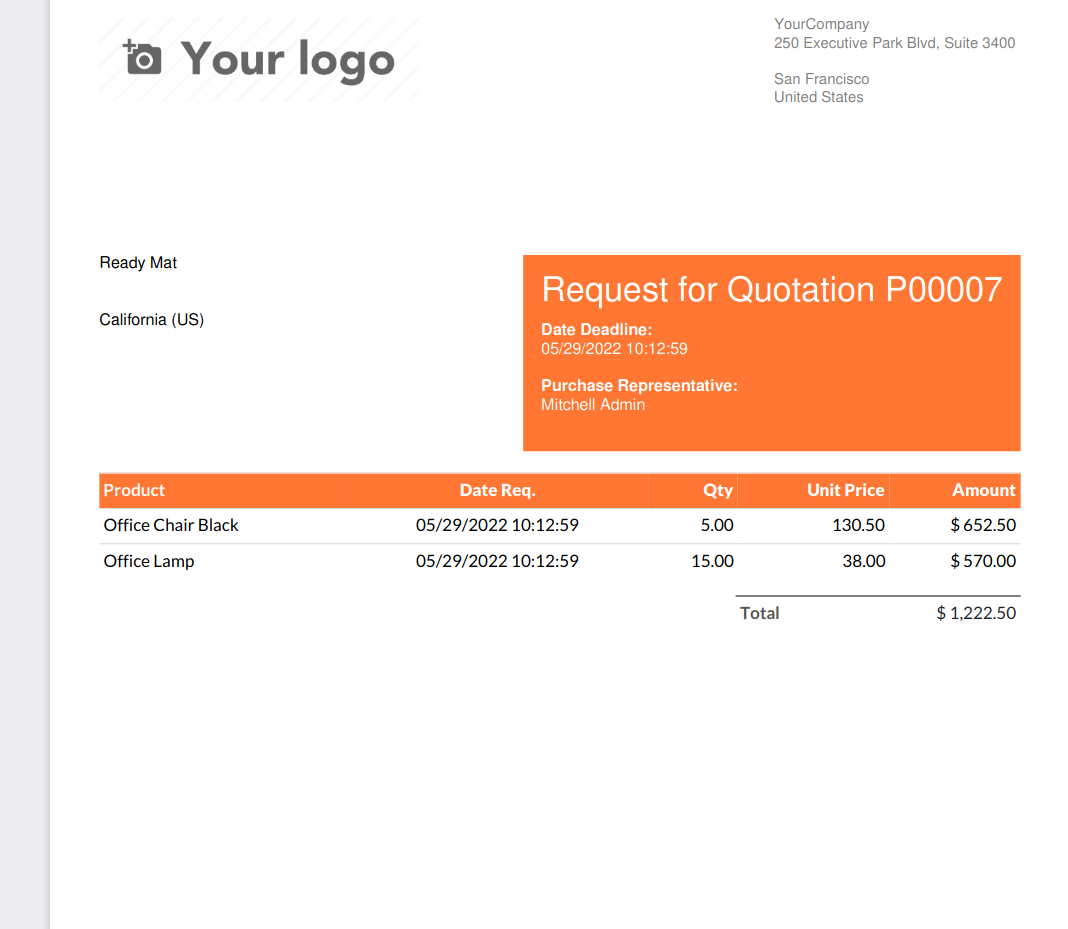 Your logo
YourCompany
250 Executive Park Blvd, Suite 3400
San Francisco
United States
Ready Mat
California (US)
Request for Quotation P00007
Date Deadline:
05/29/2022 10:12:59
Purchase Representative:
Mitchell Admin
Product Date Req. Qty Unit Price Amount
Office Chair Black 05/29/2022 10:12:59 5.00 130.50 $ 652.50
Office Lamp 05/29/2022 10:12:59 15.00 38.00 $ 570.00
Total $ 1,222.50